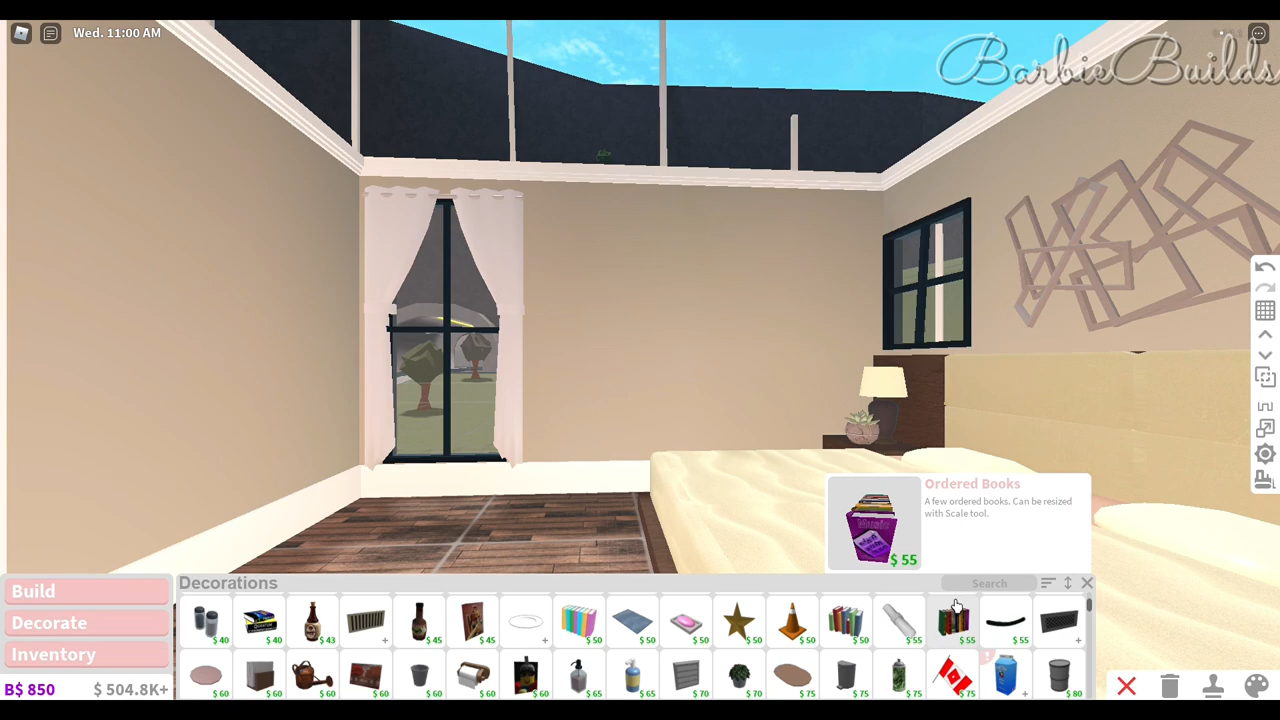 Wed. 11:00 AM
BarbieBuilds
Ordered Books
A few ordered books. Can be resized
with Scale tool.
Music
$ 55
Build
Decorate
Inventory
B$ 850 $ 504.8K+
Decorations
Search
$ 40 $ 40 $ 43 + $ 45 $ 45 + $ 50 $ 50 $ 50 $ 50 $ 50 $ 50 $ 55 $ 55 $ 55 +
$ 60 $ 60 $ 60 $ 60 $ 60 $ 60 $ 65 $ 65 $ 65 $ 70 $ 70 $ 75 $ 75 $ 75 $ 75 + $ 80